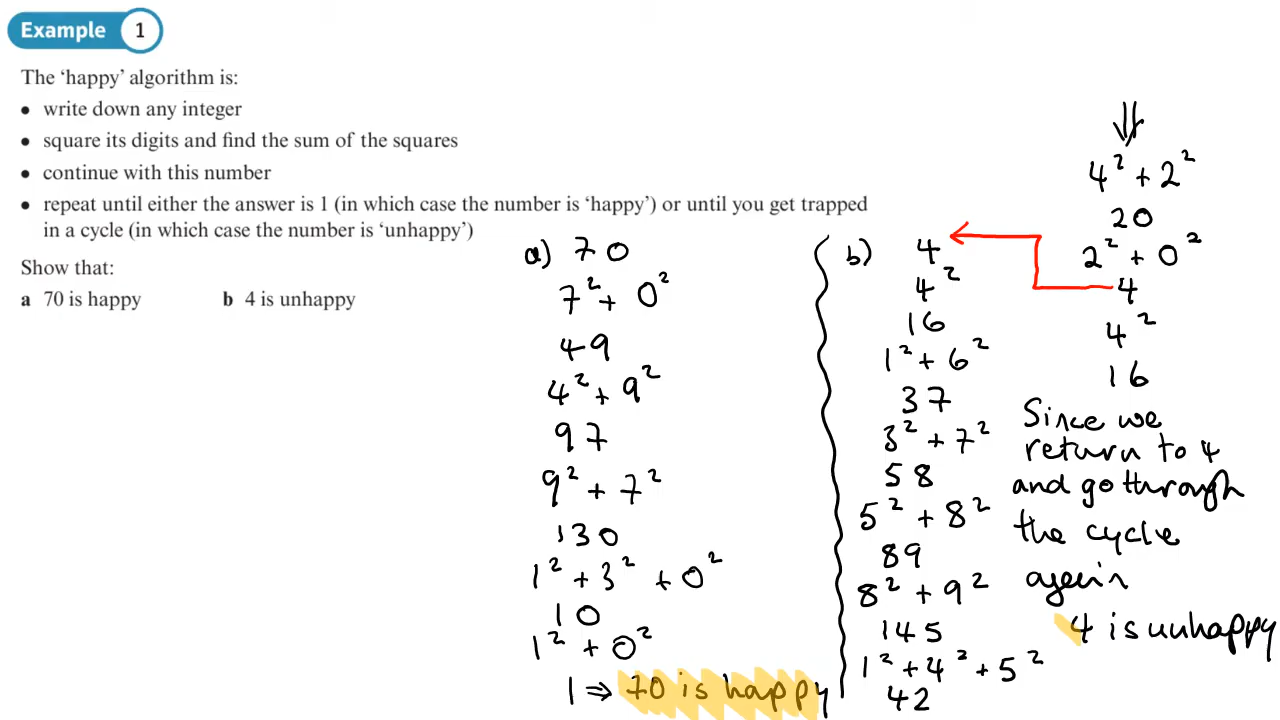 Example 1
The ‘happy’ algorithm is:
• write down any integer
• square its digits and find the sum of the squares
• continue with this number
• repeat until either the answer is 1 (in which case the number is ‘happy’) or until you get trapped
in a cycle (in which case the number is ‘unhappy’)
Show that:
a 70 is happy b 4 is unhappy
a) 70
7² + 0²
49
4² + 9²
97
9² + 7²
130
1² + 3² + 0²
10
1² + 0²
1 ⇒ 70 is happy
b) 4
4²
16
1² + 6²
37
3² + 7²
58
5² + 8²
89
8² + 9²
145
1² + 4² + 5²
42
⇓
4² + 2²
20
2² + 0²
4
4²
16
Since we
return to 4
and go through
the cycle
again
4 is unhappy